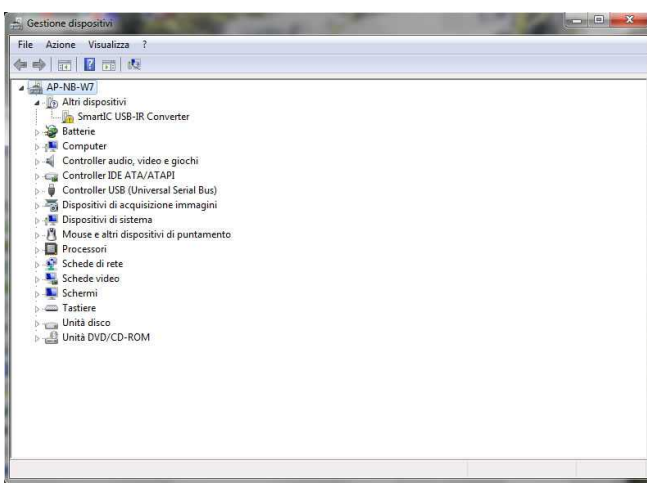 Gestione dispositivi
File Azione Visualizza ?
AP-NB-W7
Altri dispositivi
SmartIC USB-IR Converter
Batterie
Computer
Controller audio, video e giochi
Controller IDE ATA/ATAPI
Controller USB (Universal Serial Bus)
Dispositivi di acquisizione immagini
Dispositivi di sistema
Mouse e altri dispositivi di puntamento
Processori
Schede di rete
Schede video
Schermi
Tastiere
Unità disco
Unità DVD/CD-ROM